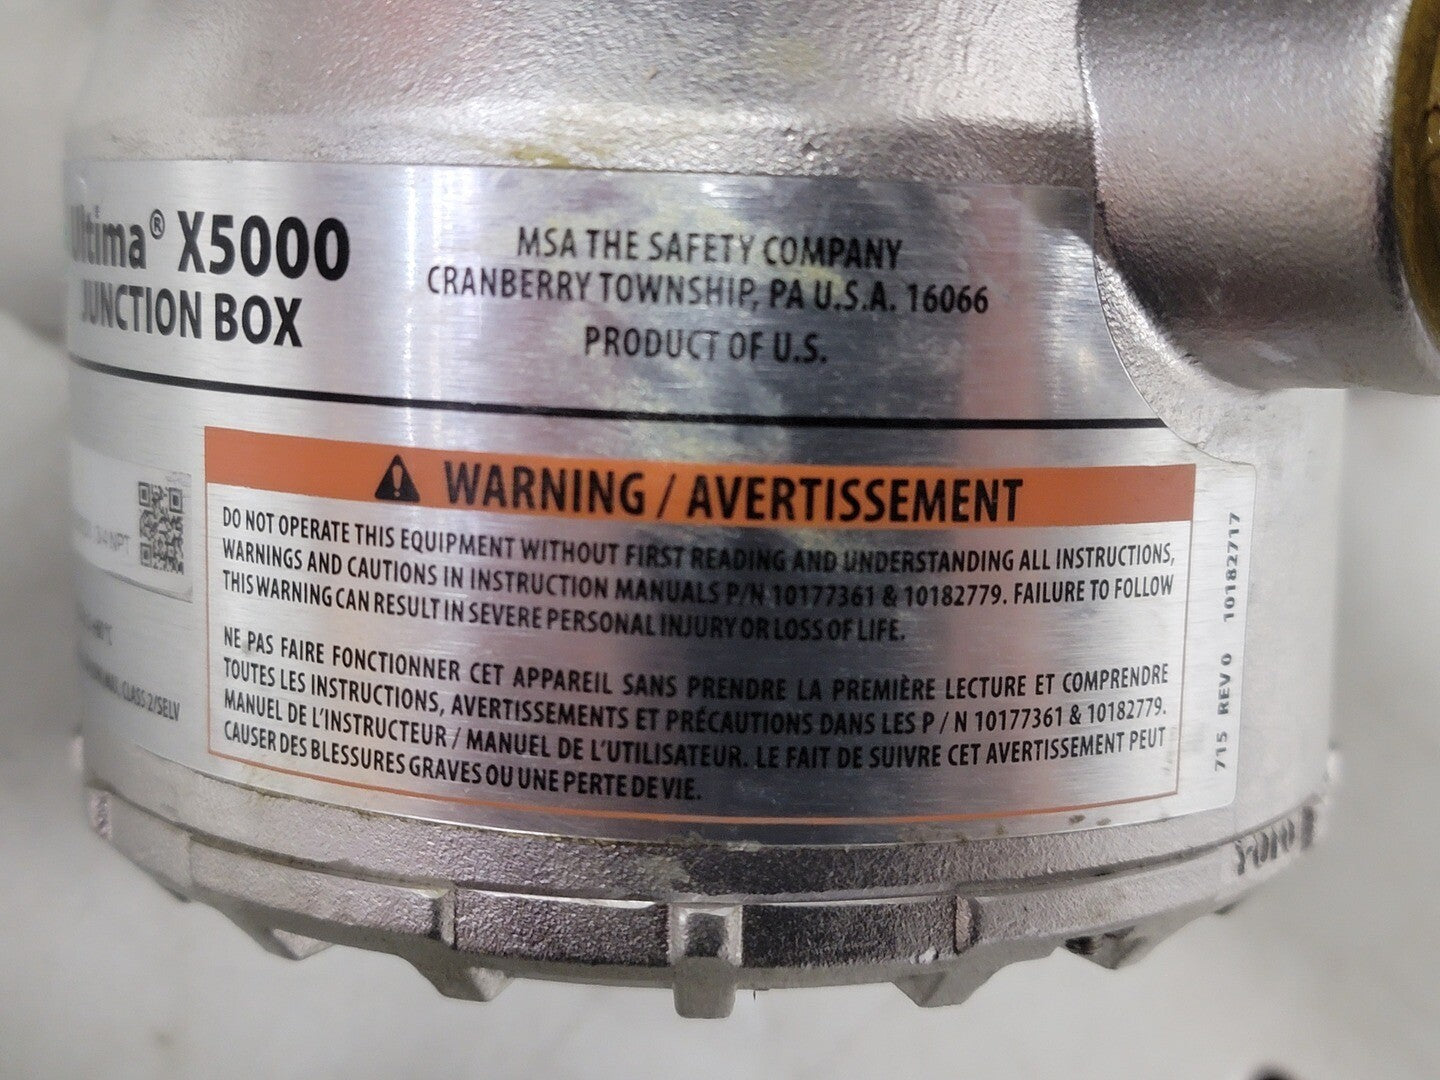 Ultima® X5000
JUNCTION BOX
MSA THE SAFETY COMPANY
CRANBERRY TOWNSHIP, PA U.S.A. 16066
PRODUCT OF U.S.
WARNING / AVERTISSEMENT
DO NOT OPERATE THIS EQUIPMENT WITHOUT FIRST READING AND UNDERSTANDING ALL INSTRUCTIONS,
WARNINGS AND CAUTIONS IN INSTRUCTION MANUALS P/N 10177361 & 10182779. FAILURE TO FOLLOW
THIS WARNING CAN RESULT IN SEVERE PERSONAL INJURY OR LOSS OF LIFE.
NE PAS FAIRE FONCTIONNER CET APPAREIL SANS PRENDRE LA PREMIÈRE LECTURE ET COMPRENDRE
TOUTES LES INSTRUCTIONS, AVERTISSEMENTS ET PRÉCAUTIONS DANS LES P / N 10177361 & 10182779.
MANUEL DE L'INSTRUCTEUR / MANUEL DE L'UTILISATEUR. LE FAIT DE SUIVRE CET AVERTISSEMENT PEUT
CAUSER DES BLESSURES GRAVES OU UNE PERTE DE VIE.
3/4 NPT
CLASS 2/SELV
715 REV 0 10182717